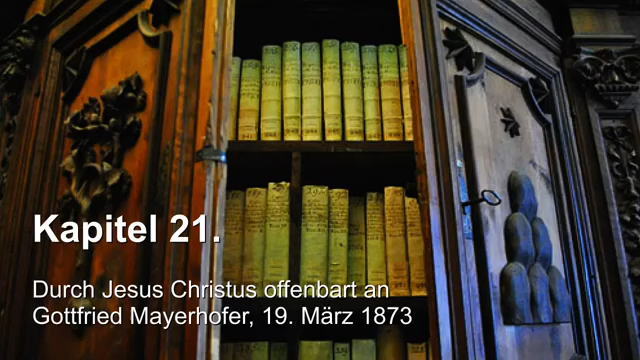 Kapitel 21.
Durch Jesus Christus offenbart an
Gottfried Mayerhofer, 19. März 1873